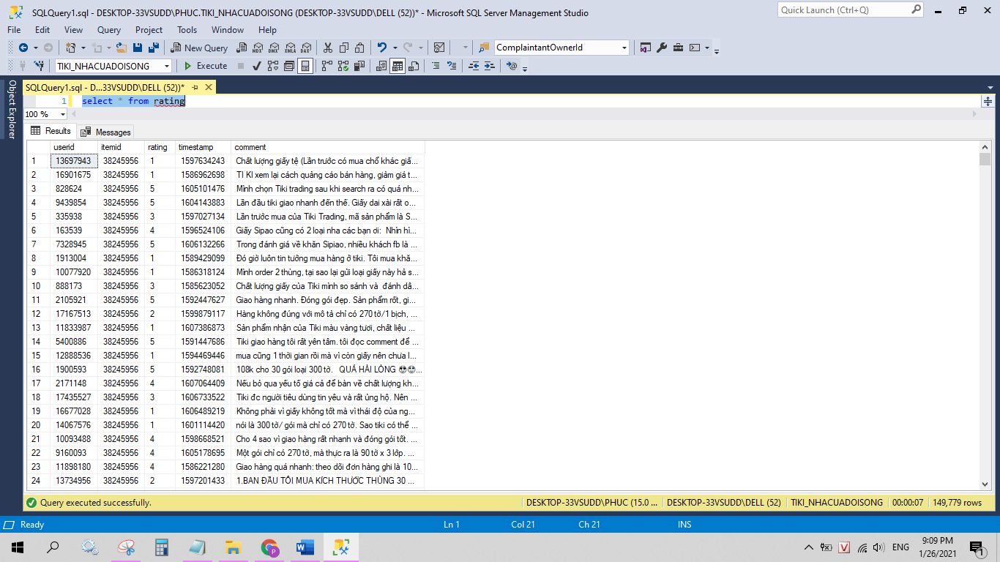 SQLQuery1.sql - DESKTOP-33VSUDD\PHUC.TIKI_NHACUADOISONG (DESKTOP-33VSUDD\DELL (52))* - Microsoft SQL Server Management Studio
Quick Launch (Ctrl+Q)
File Edit View Query Project Tools Window Help
New Query MDX DMX XMLA DAX ComplaintantOwnerId
TIKI_NHACUADOISONG Execute
Object Explorer
SQLQuery1.sql - D...33VSUDD\DELL (52))*
1 select * from rating
100 %
Results Messages
userid itemid rating timestamp comment
1 13697943 38245956 1 1597634243 Chất lượng giấy tệ (Lần trước có mua chổ khác giấ...
2 16901675 38245956 1 1586962698 TI KI xem lại cách quảng cáo bán hàng, giảm giá t...
3 828624 38245956 5 1605101476 Mình chọn Tiki trading sau khi search ra có quá nh...
4 9439854 38245956 5 1604143883 Lần đầu tiki giao nhanh đến thế. Giấy dai xài rất o...
5 335938 38245956 3 1597027134 Lần trước mua của Tiki Trading, mã sản phẩm là S...
6 163539 38245956 4 1596524106 Giấy Sipao cũng có 2 loại nha các bạn ơi: Nhìn hì...
7 7328945 38245956 5 1606132266 Trong đánh giá về khăn Sipiao, nhiều khách fb là ...
8 1913004 38245956 1 1589429099 Đó giờ luôn tin tưởng mua hàng ở tiki. Tôi mua khă...
9 10077920 38245956 1 1586318124 Mình order 2 thùng, tại sao lại gửi loại giấy này hả s...
10 888173 38245956 3 1585623052 Chất lượng giấy của Tiki mình so sánh và đánh dấ...
11 2105921 38245956 5 1592447627 Giao hàng nhanh. Đóng gói đẹp. Sản phẩm rốt, gi...
12 17167513 38245956 2 1599879117 Hàng không đúng với mô tả chỉ có 270 tờ/1 bịch, ...
13 11833987 38245956 1 1607386873 Sản phẩm nhận của Tiki màu vàng tươi, chất liệu ...
14 5400886 38245956 5 1591447686 Tiki giao hàng tôi rất yên tâm. tôi đọc comment để ...
15 12888536 38245956 1 1594469446 mua cũng 1 thời gian rồi mà vì còn giấy nên chưa l...
16 1900593 38245956 5 1592748081 108k cho 30 gói loại 300 tờ. QUÁ HÀI LÒNG 😍😍...
17 2171148 38245956 4 1607064409 Nếu bỏ qua yếu tố giá cả để bàn về chất lượng kh...
18 17435527 38245956 3 1606733522 Tiki đc người tiêu dùng tin yêu và rất ủng hộ. Nên ...
19 16677028 38245956 1 1606489219 Không phải vì giấy không tốt mà vì thái độ của ng...
20 14067576 38245956 1 1601114420 nói là 300 tờ/ gói mà chỉ có 270 tờ. Sao tiki có thể ...
21 10093488 38245956 4 1598668521 Cho 4 sao vì giao hàng rất nhanh và đóng gói tốt. ...
22 9160093 38245956 4 1605178695 Một gói chỉ có 270 tờ, mà thực ra là 90 tờ x 3 lớp. ...
23 11898180 38245956 4 1586221280 Giao hàng quá nhanh: theo dõi đơn hàng ghi là 10...
24 13734956 38245956 2 1597201433 1.BAN ĐẦU TÔI MUA KÍCH THƯỚC THÙNG 30 ...
Query executed successfully. DESKTOP-33VSUDD\PHUC (15.0 ... DESKTOP-33VSUDD\DELL (52) TIKI_NHACUADOISONG 00:00:07 149,779 rows
Ready Ln 1 Col 21 Ch 21 INS
ENG 9:09 PM
1/26/2021